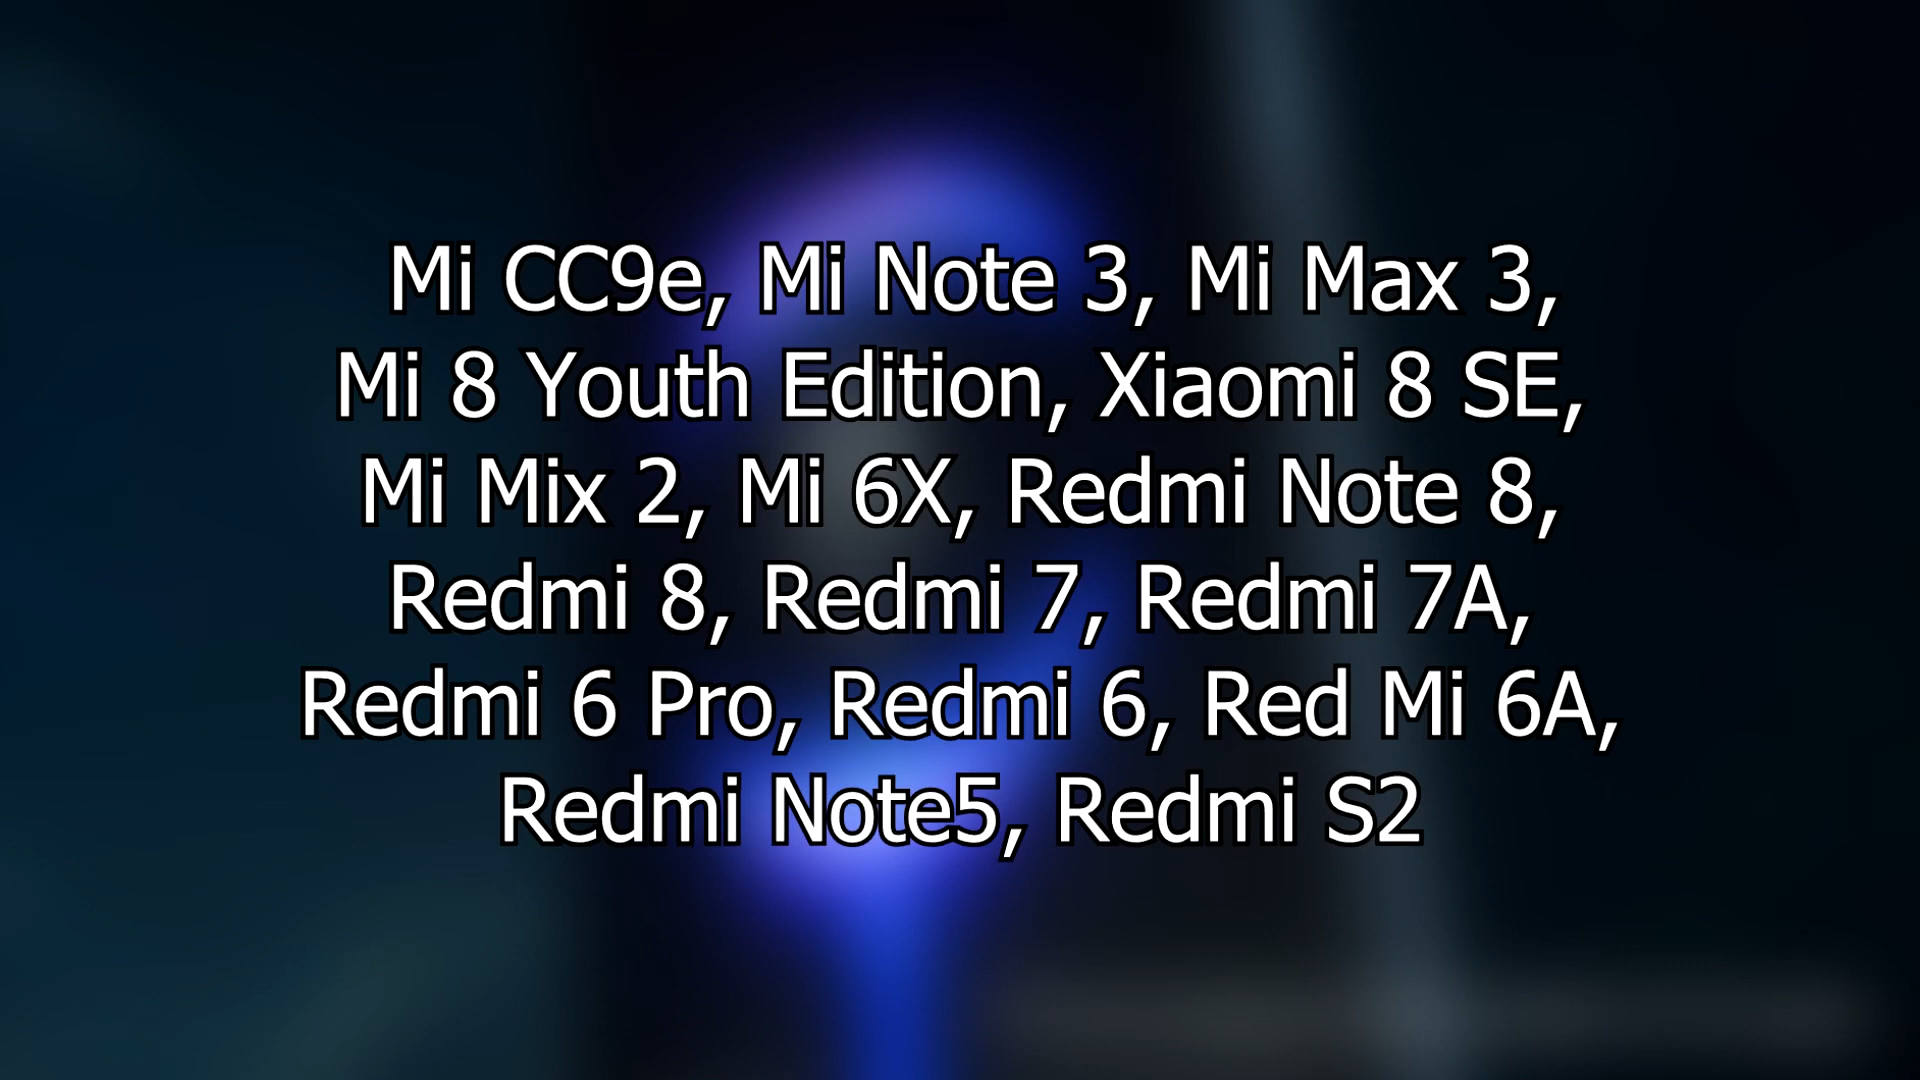 Mi CC9e, Mi Note 3, Mi Max 3,
Mi 8 Youth Edition, Xiaomi 8 SE,
Mi Mix 2, Mi 6X, Redmi Note 8,
Redmi 8, Redmi 7, Redmi 7A,
Redmi 6 Pro, Redmi 6, Red Mi 6A,
Redmi Note5, Redmi S2